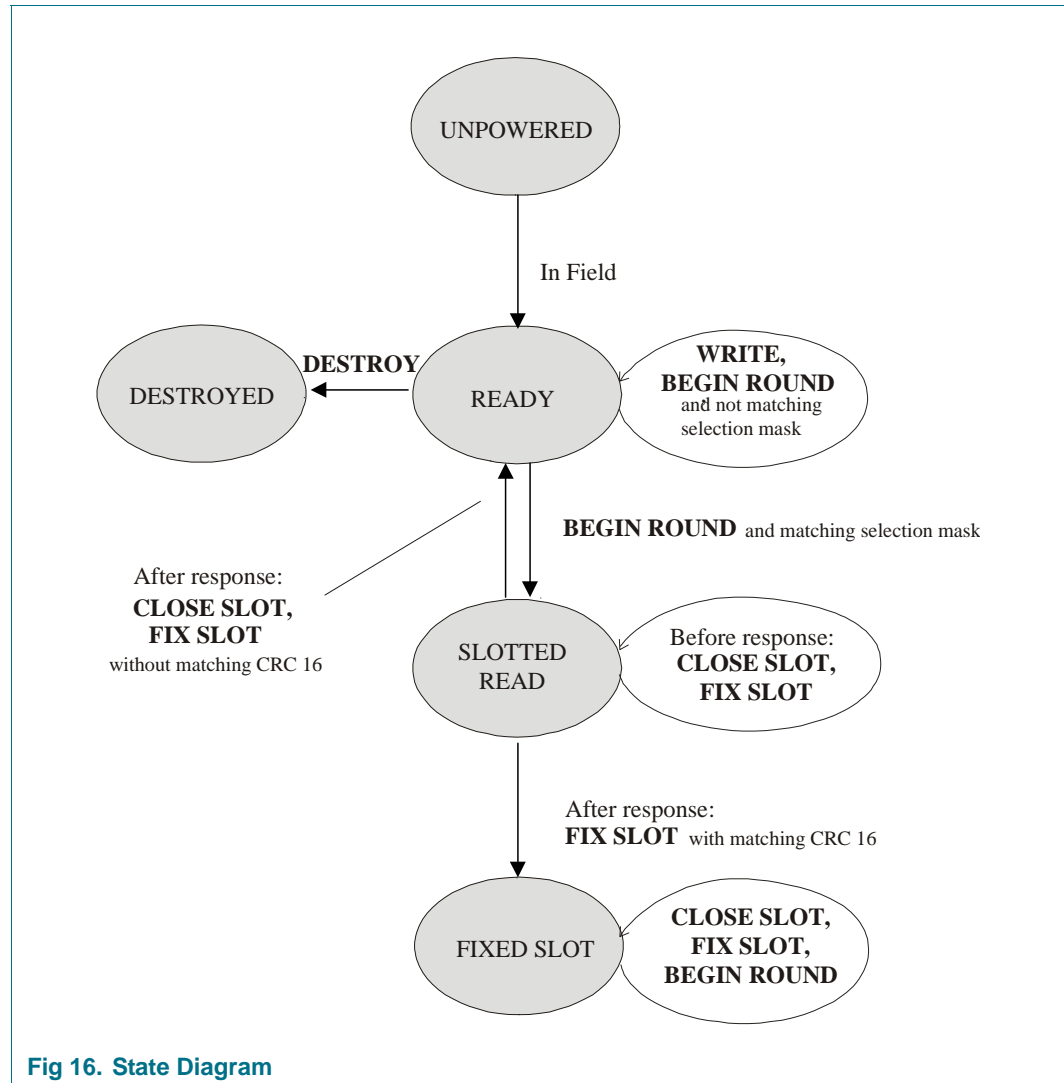 UNPOWERED
In Field
DESTROYED
DESTROY
READY
WRITE,
BEGIN ROUND
and not matching
selection mask
BEGIN ROUND and matching selection mask
After response:
CLOSE SLOT,
FIX SLOT
without matching CRC 16
SLOTTED
READ
Before response:
CLOSE SLOT,
FIX SLOT
After response:
FIX SLOT with matching CRC 16
FIXED SLOT
CLOSE SLOT,
FIX SLOT,
BEGIN ROUND
Fig 16. State Diagram